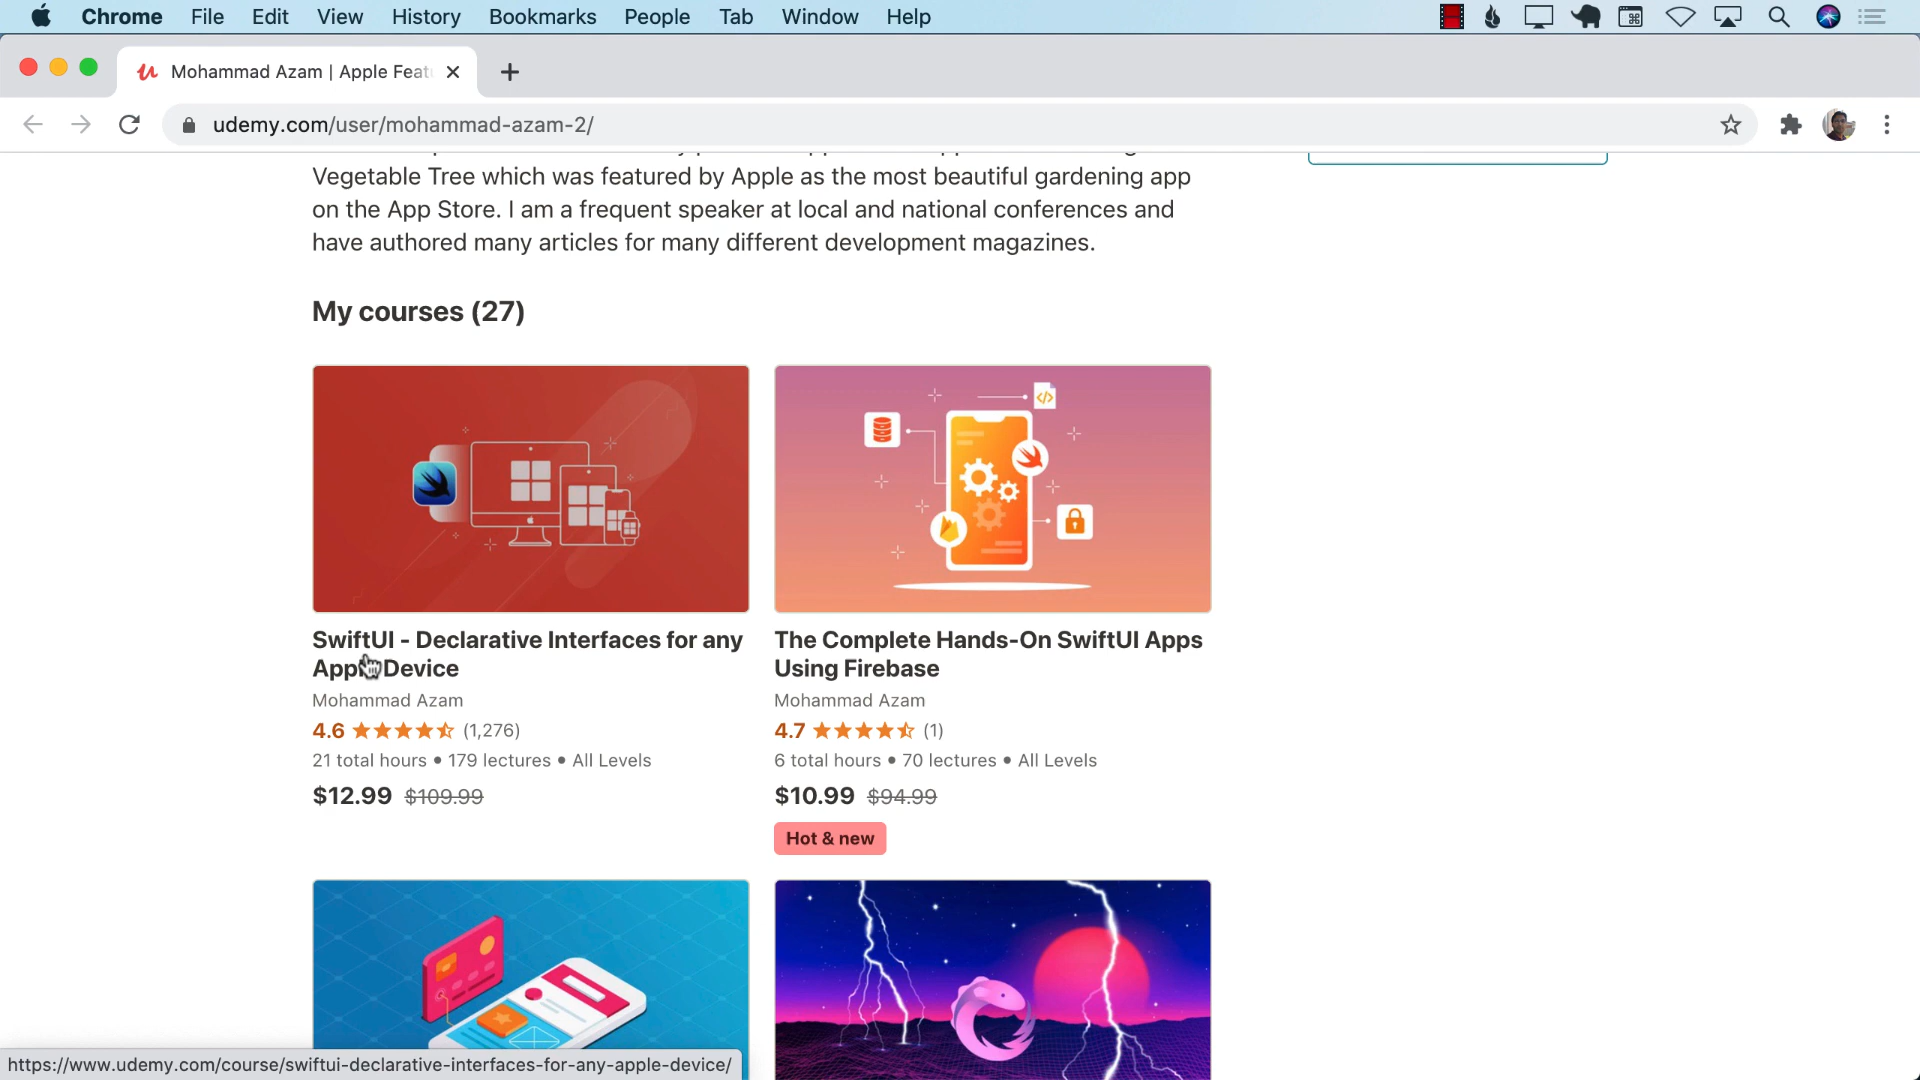 Chrome File Edit View History Bookmarks People Tab Window Help
Mohammad Azam | Apple Feat
udemy.com/user/mohammad-azam-2/
Vegetable Tree which was featured by Apple as the most beautiful gardening app
on the App Store. I am a frequent speaker at local and national conferences and
have authored many articles for many different development magazines.
My courses (27)
SwiftUI - Declarative Interfaces for any
Apple Device
Mohammad Azam
4.6 (1,276)
21 total hours • 179 lectures • All Levels
$12.99 $109.99
The Complete Hands-On SwiftUI Apps
Using Firebase
Mohammad Azam
4.7 (1)
6 total hours • 70 lectures • All Levels
$10.99 $94.99
Hot & new
https://www.udemy.com/course/swiftui-declarative-interfaces-for-any-apple-device/